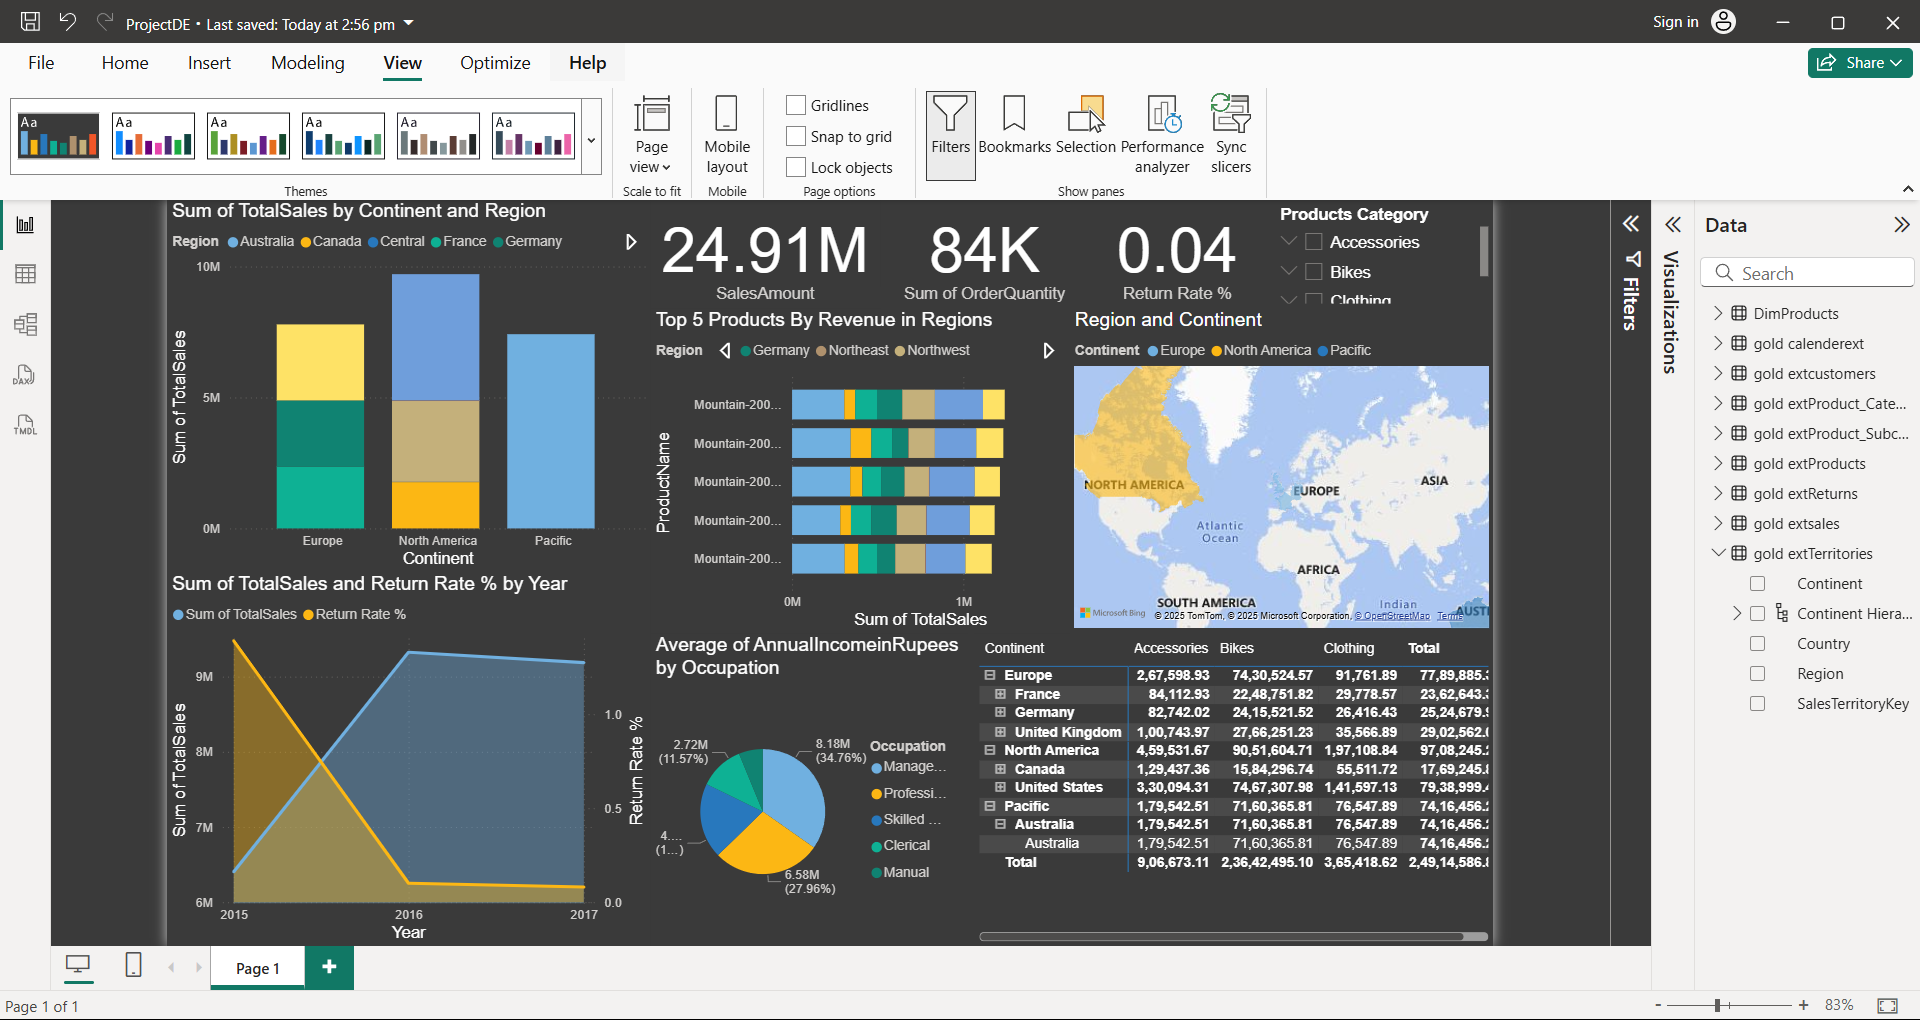 ProjectDE • Last saved: Today at 2:56 pm
Sign in
File Home Insert Modeling View Optimize Help
Share
Aa Aa Aa Aa Aa Aa
Themes
Page view
Scale to fit
Mobile layout
Mobile
Gridlines
Snap to grid
Lock objects
Page options
Filters
Bookmarks
Selection
Performance analyzer
Sync slicers
Show panes
DAX
TMDL
Sum of TotalSales by Continent and Region
Region Australia Canada Central France Germany
10M
5M
0M
Sum of TotalSales
Europe North America Pacific
Continent
24.91M
SalesAmount
84K
Sum of OrderQuantity
0.04
Return Rate %
Products Category
Accessories
Bikes
Clothing
Top 5 Products By Revenue in Regions
Region Germany Northeast Northwest
ProductName
Mountain-200...
Mountain-200...
Mountain-200...
Mountain-200...
Mountain-200...
0M 1M
Sum of TotalSales
Region and Continent
Continent Europe North America Pacific
NORTH AMERICA
EUROPE
ASIA
Atlantic
Ocean
AFRICA
SOUTH AMERICA
Indian
AUSTI
Microsoft Bing
© 2025 TomTom, © 2025 Microsoft Corporation, © OpenStreetMap Terms
Sum of TotalSales and Return Rate % by Year
Sum of TotalSales Return Rate %
9M
8M
7M
6M
Sum of TotalSales
1.0
0.5
0.0
Return Rate %
2015 2016 2017
Year
Average of AnnualIncomeinRupees
by Occupation
2.72M
(11.57%)
8.18M
(34.76%)
4....
(1...)
6.58M
(27.96%)
Occupation
Manage...
Professi...
Skilled ...
Clerical
Manual
Continent Accessories Bikes Clothing Total
Europe 2,67,598.93 74,30,524.57 91,761.89 77,89,885.
France 84,112.93 22,48,751.82 29,778.57 23,62,643.
Germany 82,742.02 24,15,521.52 26,416.43 25,24,679.
United Kingdom 1,00,743.97 27,66,251.23 35,566.89 29,02,562.
North America 4,59,531.67 90,51,604.71 1,97,108.84 97,08,245.
Canada 1,29,437.36 15,84,296.74 55,511.72 17,69,245.
United States 3,30,094.31 74,67,307.98 1,41,597.13 79,38,999.
Pacific 1,79,542.51 71,60,365.81 76,547.89 74,16,456.
Australia 1,79,542.51 71,60,365.81 76,547.89 74,16,456.
Australia 1,79,542.51 71,60,365.81 76,547.89 74,16,456.
Total 9,06,673.11 2,36,42,495.10 3,65,418.62 2,49,14,586.
Filters
Visualizations
Data
Search
DimProducts
gold calenderext
gold extcustomers
gold extProduct_Cate...
gold extProduct_Subc...
gold extProducts
gold extReturns
gold extsales
gold extTerritories
Continent
Continent Hiera...
Country
Region
SalesTerritoryKey
Page 1
Page 1 of 1
83%